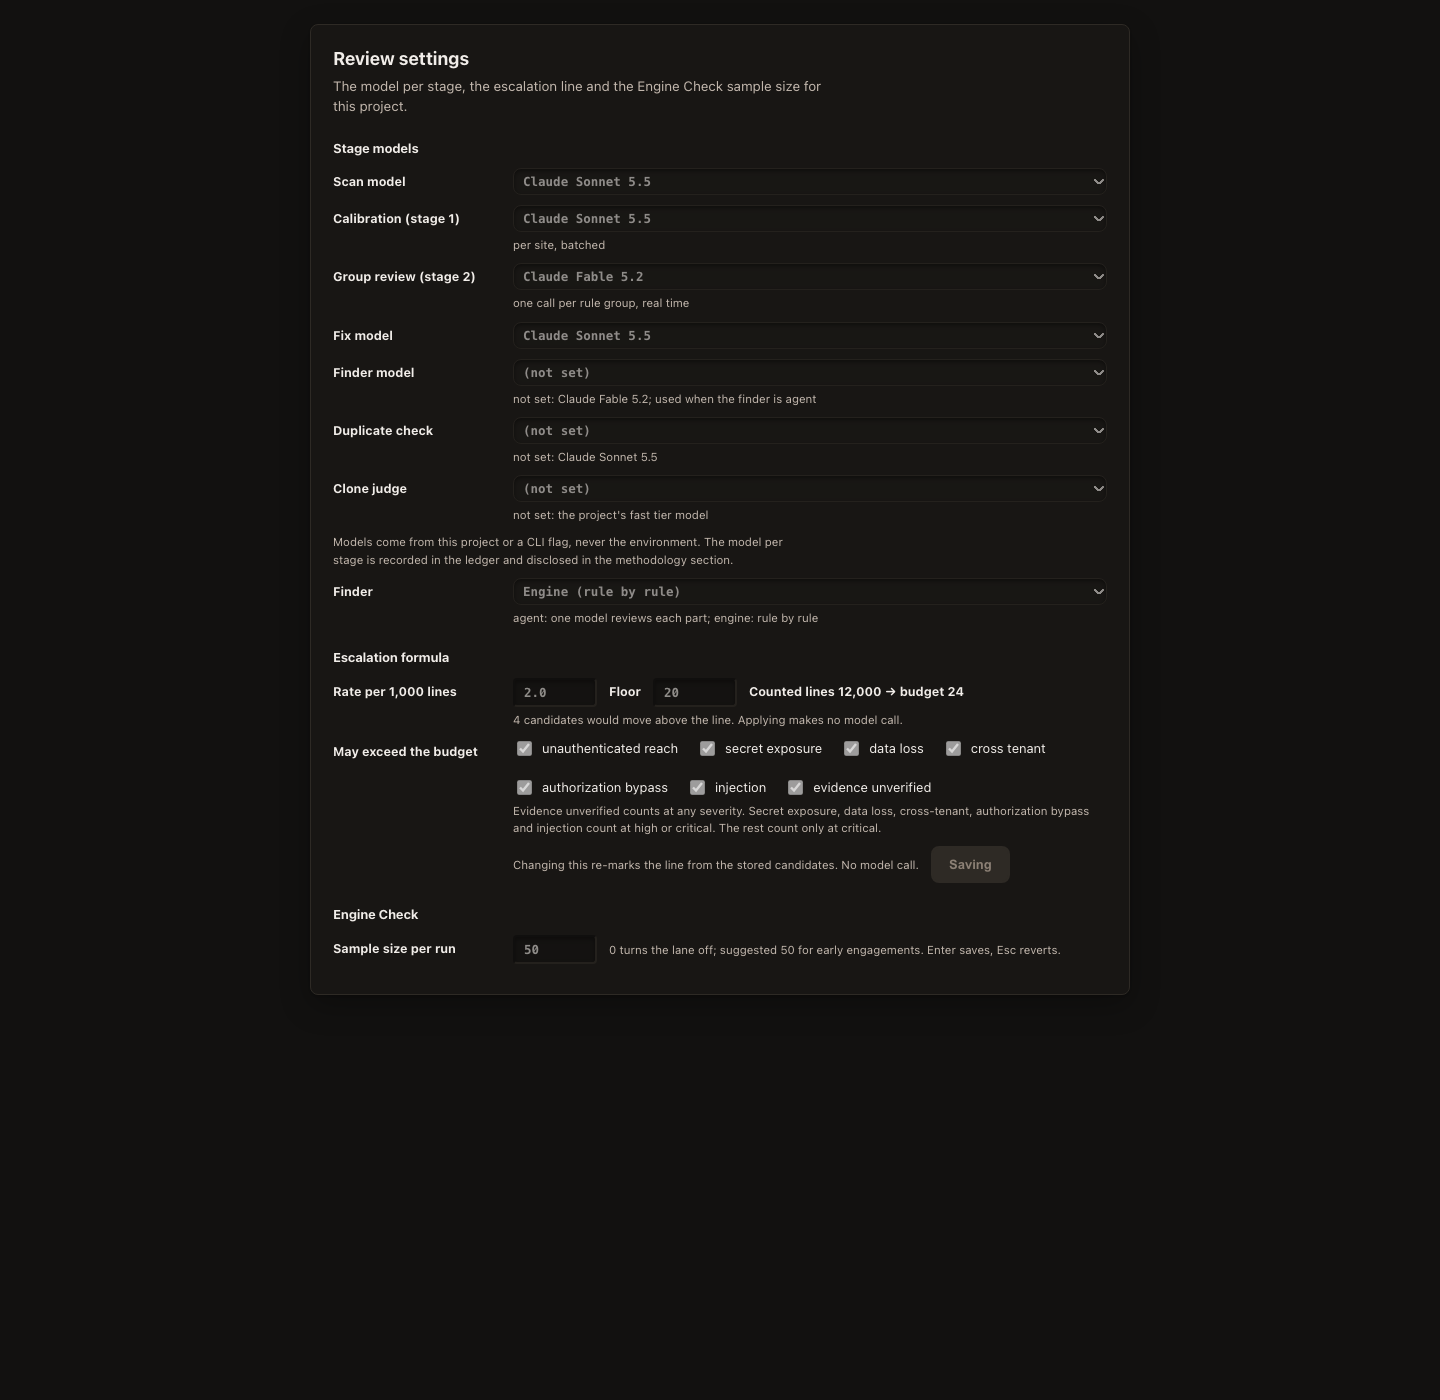 Review settings
The model per stage, the escalation line and the Engine Check sample size for
this project.
Stage models
Scan model
Claude Sonnet 5.5
Calibration (stage 1)
Claude Sonnet 5.5
per site, batched
Group review (stage 2)
Claude Fable 5.2
one call per rule group, real time
Fix model
Claude Sonnet 5.5
Finder model
(not set)
not set: Claude Fable 5.2; used when the finder is agent
Duplicate check
(not set)
not set: Claude Sonnet 5.5
Clone judge
(not set)
not set: the project's fast tier model
Models come from this project or a CLI flag, never the environment. The model per
stage is recorded in the ledger and disclosed in the methodology section.
Finder
Engine (rule by rule)
agent: one model reviews each part; engine: rule by rule
Escalation formula
Rate per 1,000 lines 2.0 Floor 20 Counted lines 12,000 → budget 24
4 candidates would move above the line. Applying makes no model call.
May exceed the budget
unauthenticated reach secret exposure data loss cross tenant
authorization bypass injection evidence unverified
Evidence unverified counts at any severity. Secret exposure, data loss, cross-tenant, authorization bypass
and injection count at high or critical. The rest count only at critical.
Changing this re-marks the line from the stored candidates. No model call. Saving
Engine Check
Sample size per run 50 0 turns the lane off; suggested 50 for early engagements. Enter saves, Esc reverts.